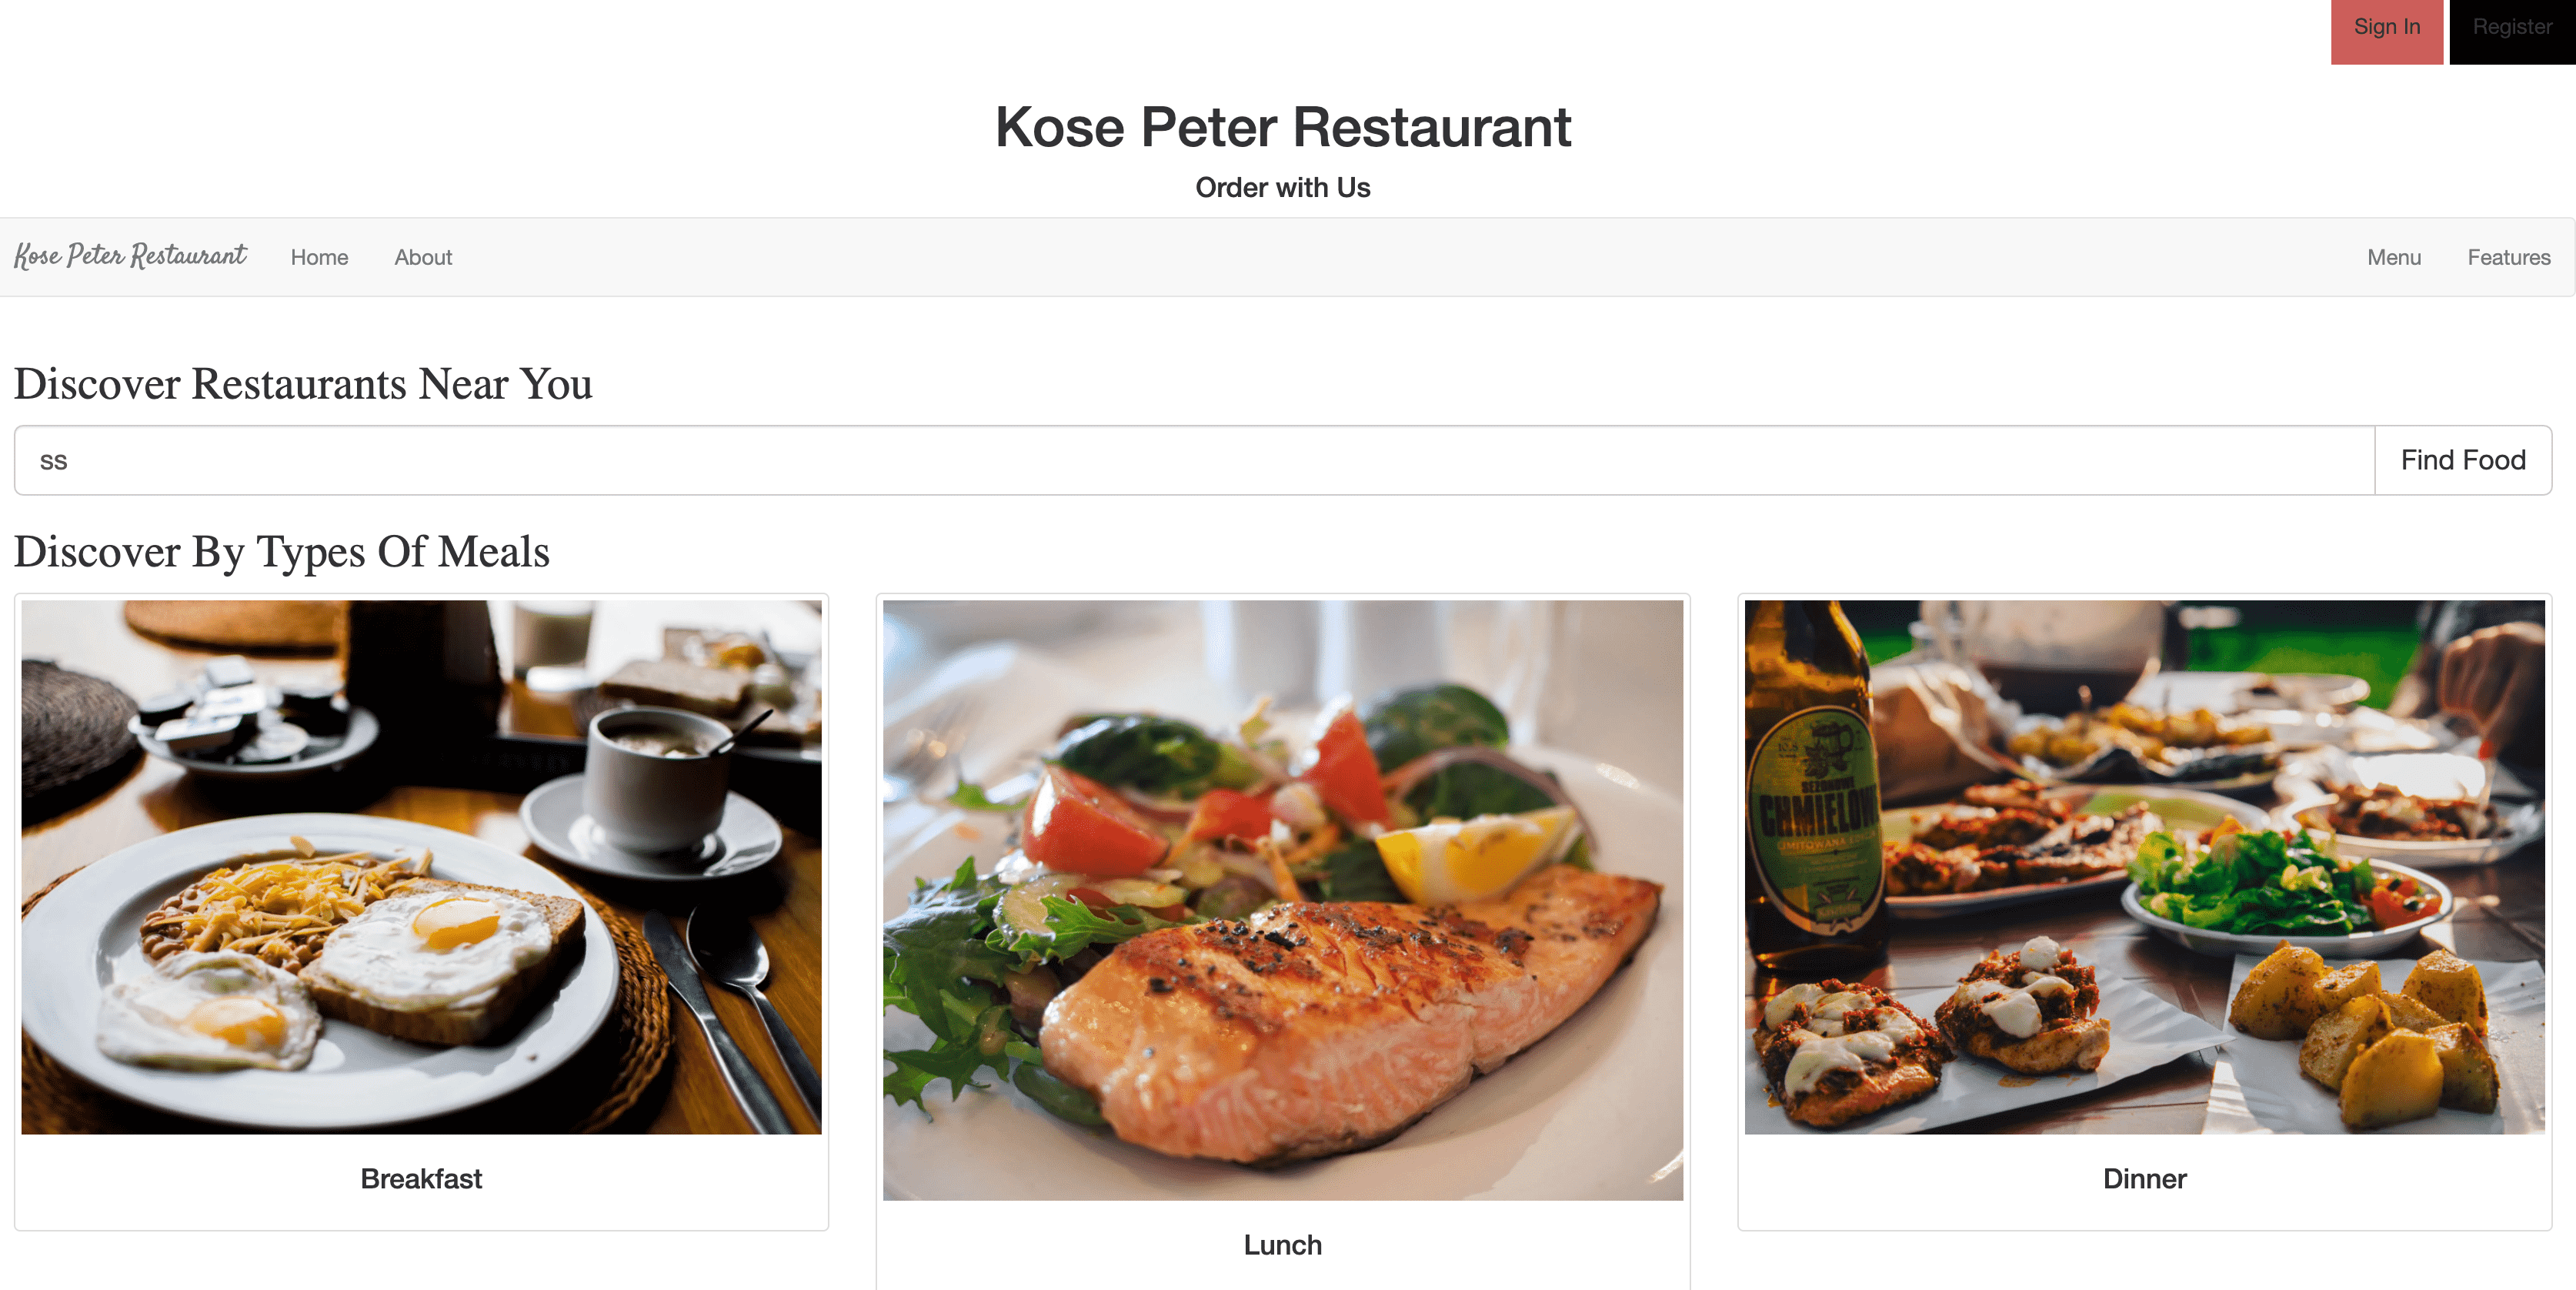 Sign In Register
Kose Peter Restaurant
Order with Us
Kose Peter Restaurant Home About Menu Features
Discover Restaurants Near You
ss Find Food
Discover By Types Of Meals
CHMIELOW
Breakfast
Dinner
Lunch